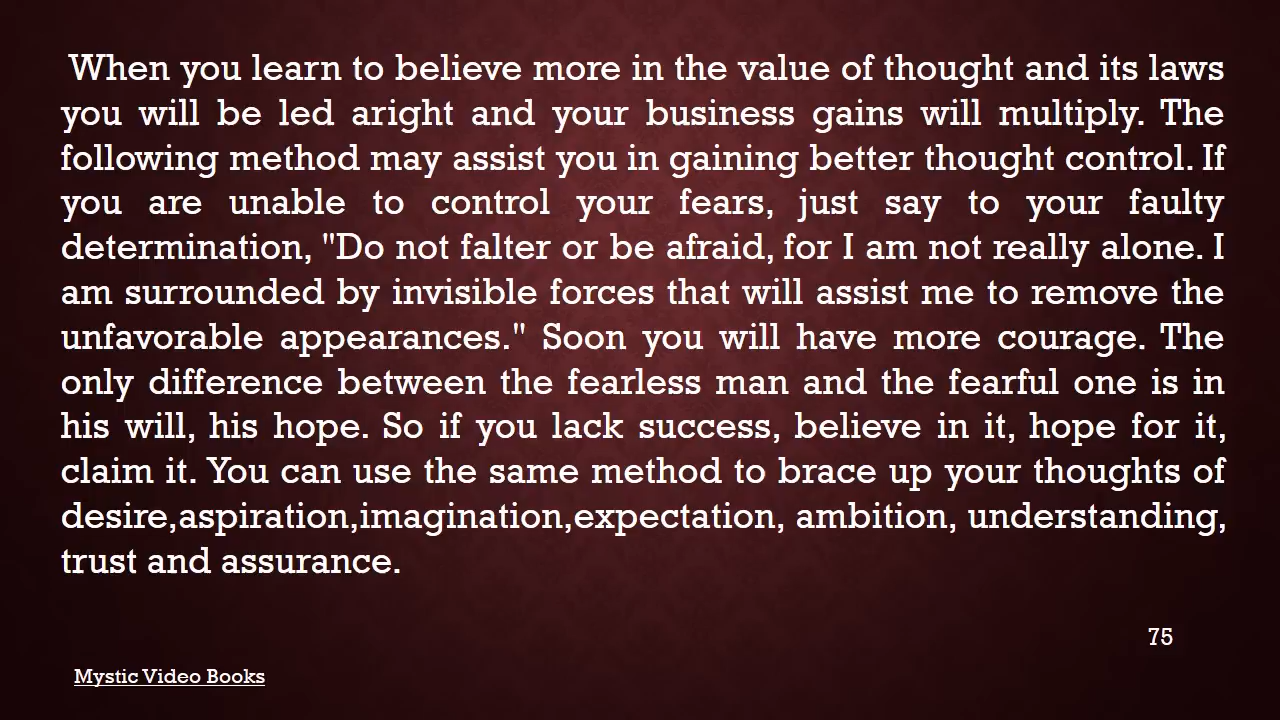 When you learn to believe more in the value of thought and its laws
you will be led aright and your business gains will multiply. The
following method may assist you in gaining better thought control. If
you are unable to control your fears, just say to your faulty
determination, "Do not falter or be afraid, for I am not really alone. I
am surrounded by invisible forces that will assist me to remove the
unfavorable appearances." Soon you will have more courage. The
only difference between the fearless man and the fearful one is in
his will, his hope. So if you lack success, believe in it, hope for it,
claim it. You can use the same method to brace up your thoughts of
desire,aspiration,imagination,expectation, ambition, understanding,
trust and assurance.
75
Mystic Video Books